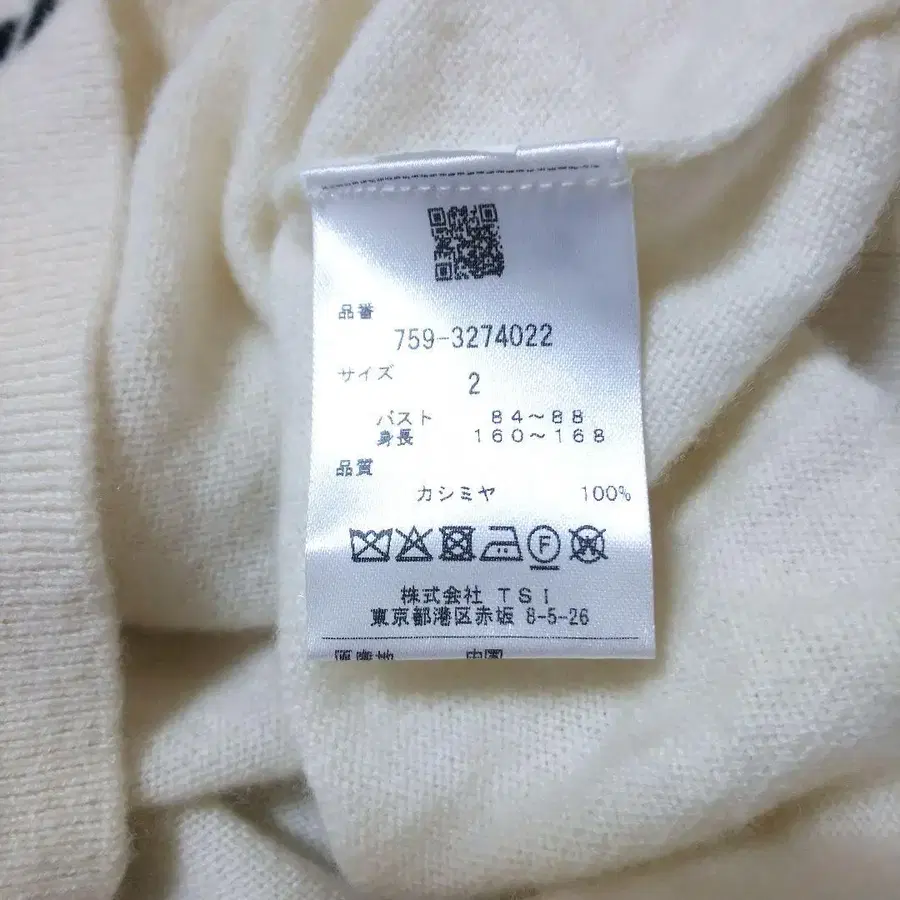 品番
759-3274022
サイズ 2
バスト 84～88
身長 160～168
品質
カシミヤ 100%
F
W
株式会社 TSI
東京都港区赤坂 8-5-26
中国